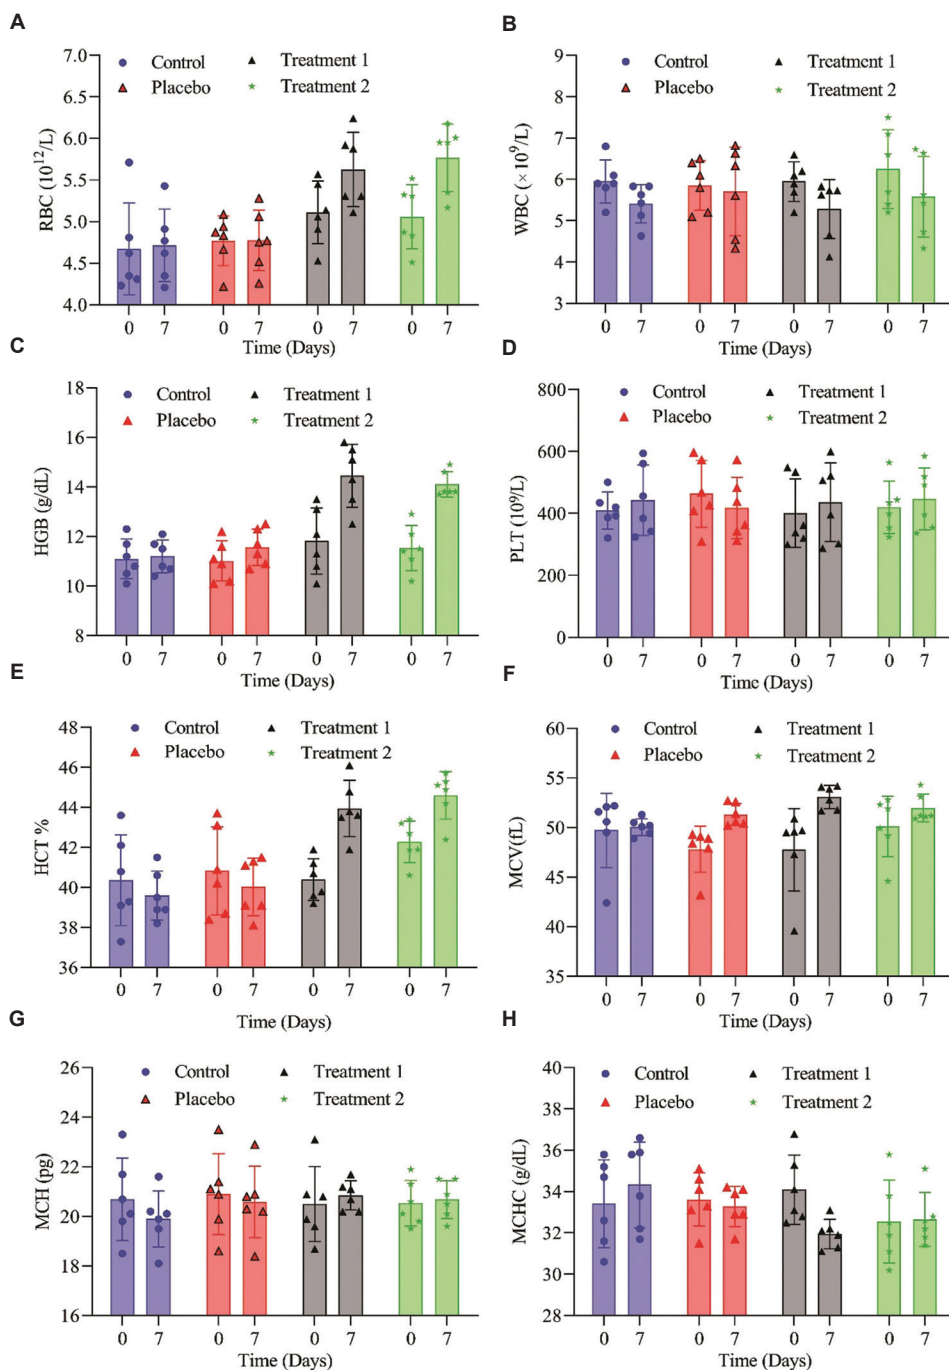 A
RBC (10^12/L)
7.0
6.5
6.0
5.5
5.0
4.5
4.0
Control
Placebo
Treatment 1
Treatment 2
0 7 0 7 0 7 0 7
Time (Days)
B
WBC (×10^9/L)
9
8
7
6
5
4
3
Control
Placebo
Treatment 1
Treatment 2
0 7 0 7 0 7 0 7
Time (Days)
C
HGB (g/dL)
18
16
14
12
10
8
Control
Placebo
Treatment 1
Treatment 2
0 7 0 7 0 7 0 7
Time (Days)
D
PLT (10^9/L)
800
600
400
200
0
Control
Placebo
Treatment 1
Treatment 2
0 7 0 7 0 7 0 7
Time (Days)
E
HCT %
48
46
44
42
40
38
36
Control
Placebo
Treatment 1
Treatment 2
0 7 0 7 0 7 0 7
Time (Days)
F
MCV(fL)
60
55
50
45
40
35
Control
Placebo
Treatment 1
Treatment 2
0 7 0 7 0 7 0 7
Time (Days)
G
MCH (pg)
26
24
22
20
18
16
Control
Placebo
Treatment 1
Treatment 2
0 7 0 7 0 7 0 7
Time (Days)
H
MCHC (g/dL)
40
38
36
34
32
30
28
Control
Placebo
Treatment 1
Treatment 2
0 7 0 7 0 7 0 7
Time (Days)